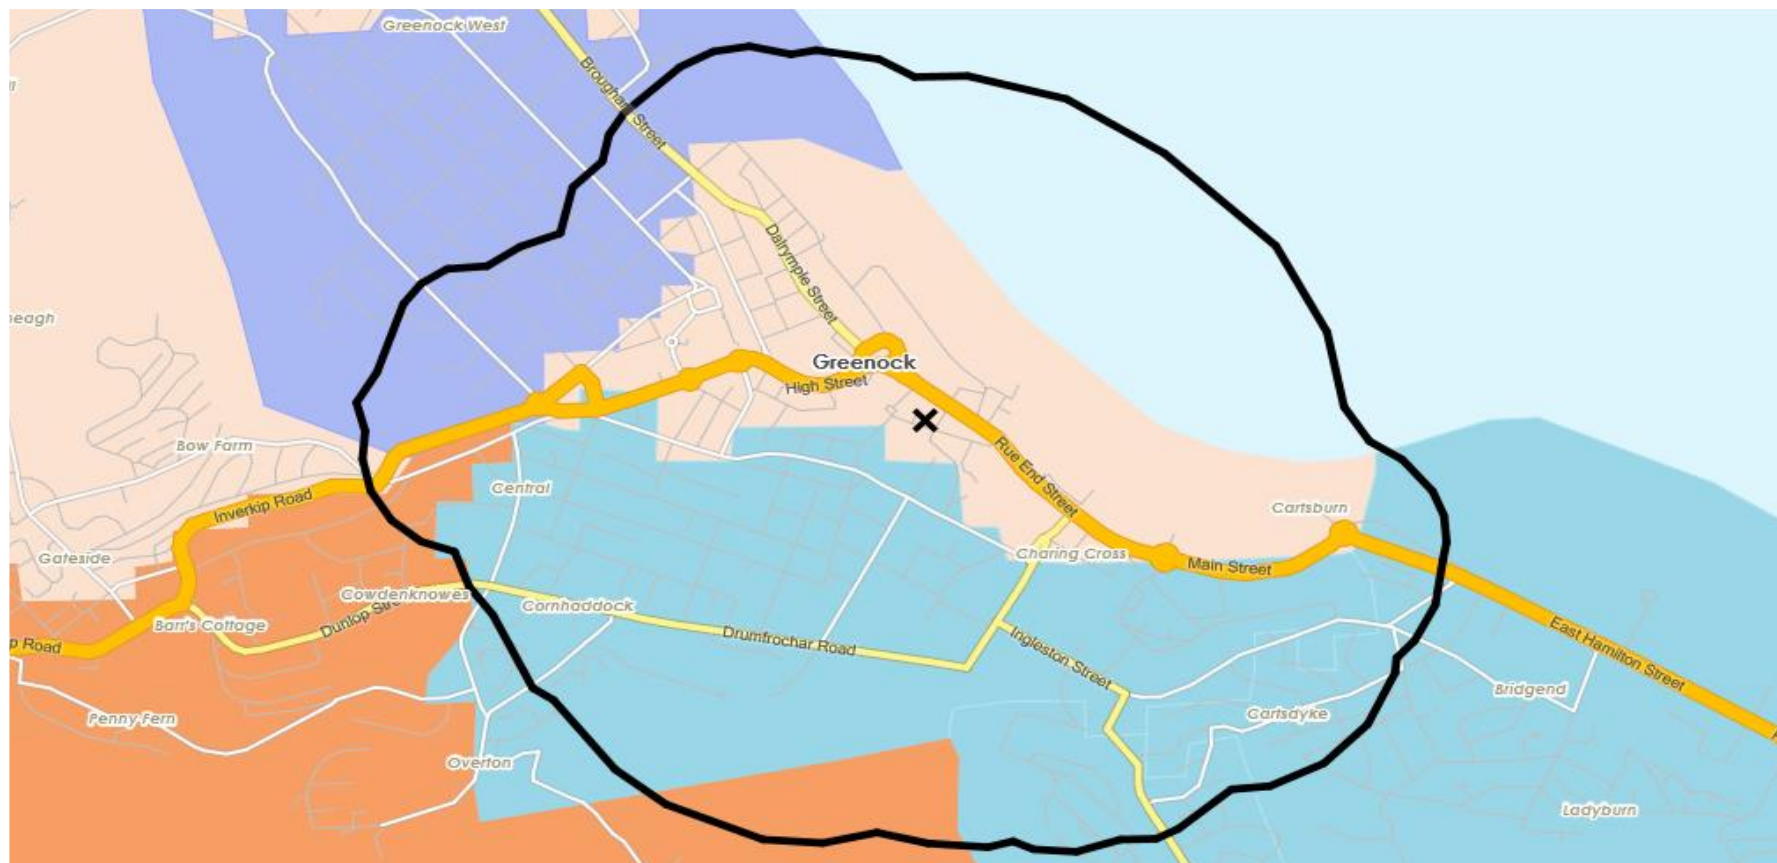 Greenock West
Brougham Street
Dalrymple Street
Greenock
High Street
Bow Farm
Inverkip Road
Central
Rue End Street
Cartsburn
Gateside
Charing Cross
Main Street
Cowdenknowes
Cornhaddock
Barr's Cottage
Dunlop
Drumfrochar Road
Ingleston Street
East Hamilton Street
p Road
Bridgend
Penny Fern
Cartsdyke
Overton
Ladyburn